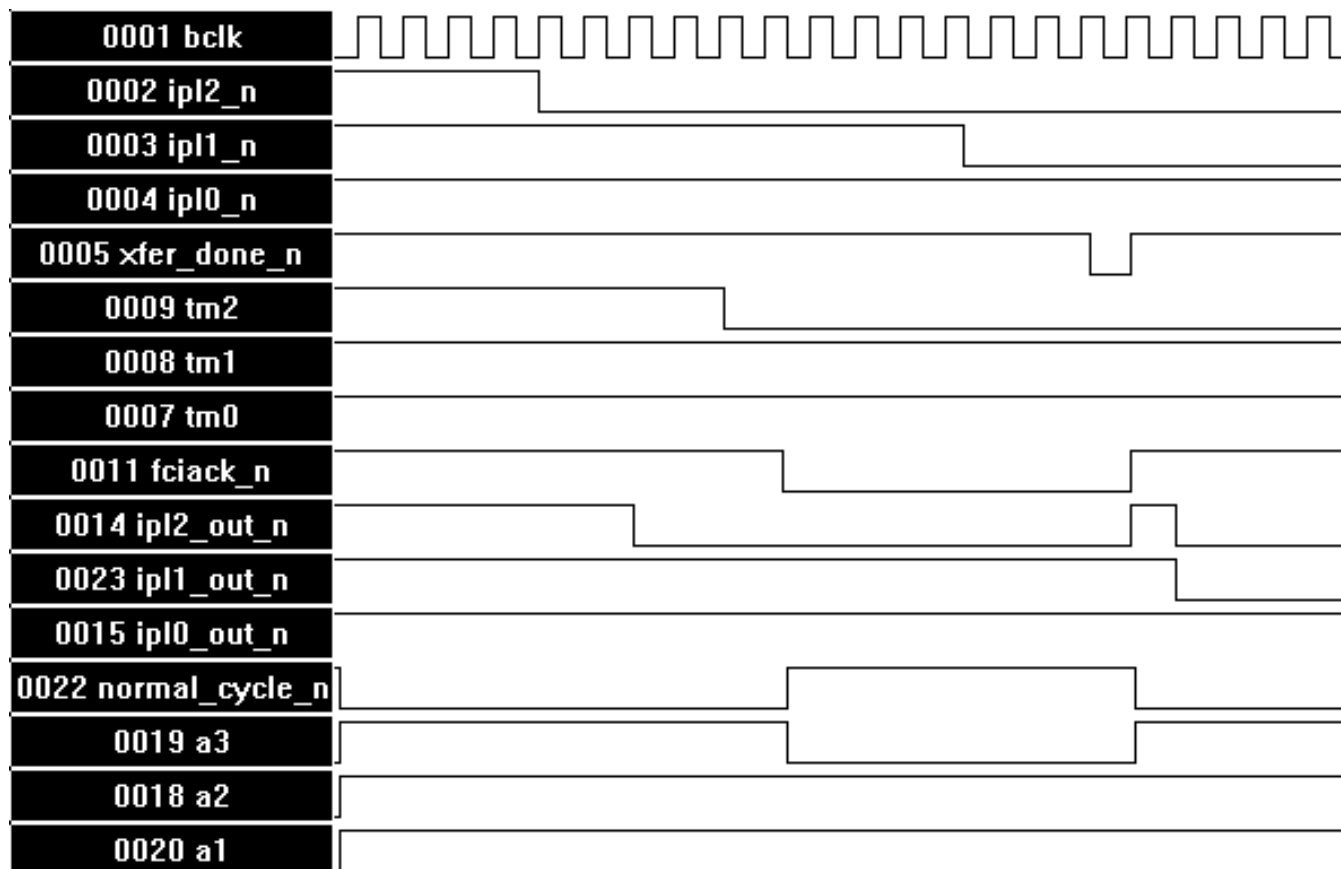 0001 bclk
0002 ipl2_n
0003 ipl1_n
0004 ipl0_n
0005 xfer_done_n
0009 tm2
0008 tm1
0007 tm0
0011 fciack_n
0014 ipl2_out_n
0023 ipl1_out_n
0015 ipl0_out_n
0022 normal_cycle_n
0019 a3
0018 a2
0020 a1